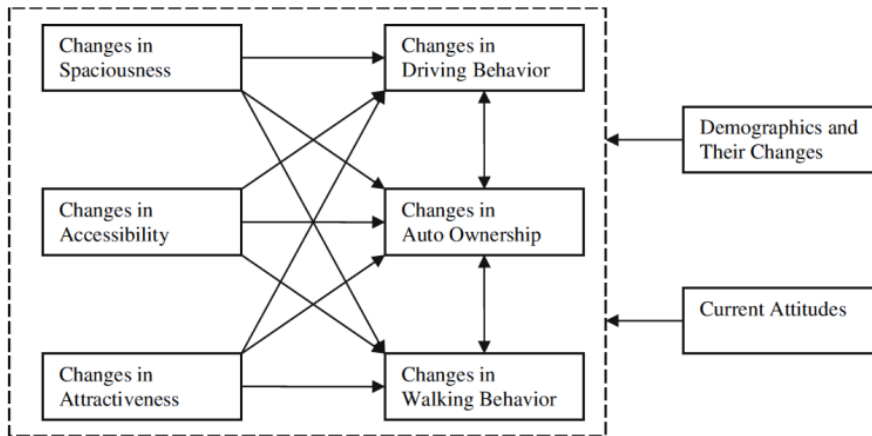 Changes in
Spaciousness
Changes in
Driving Behavior
Demographics and
Their Changes
Changes in
Accessibility
Changes in
Auto Ownership
Current Attitudes
Changes in
Attractiveness
Changes in
Walking Behavior